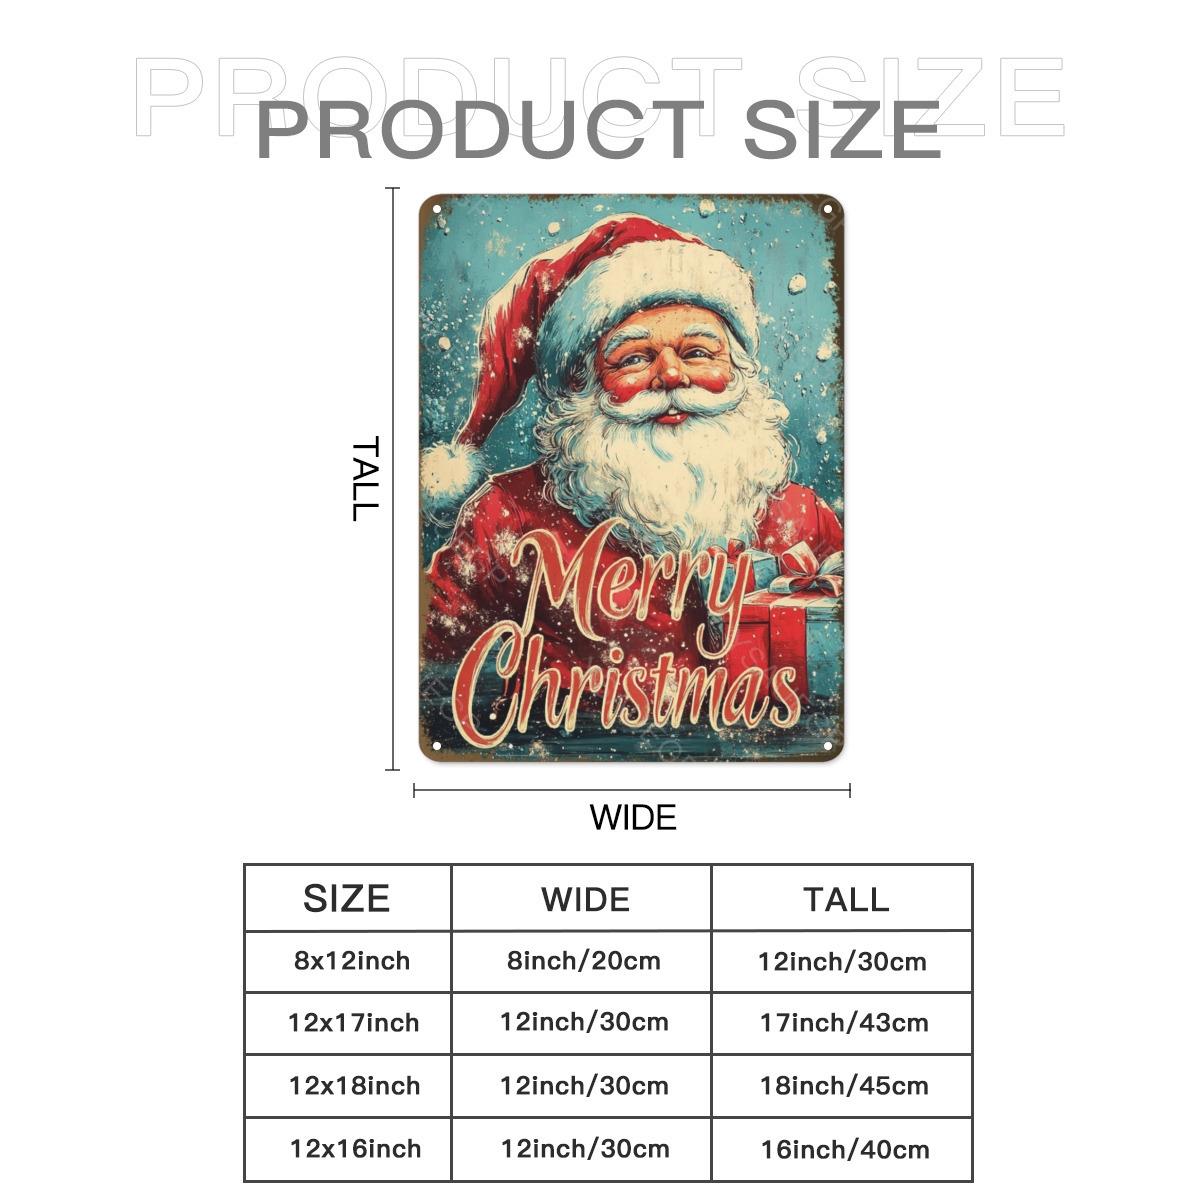 PRODUCT SIZE
PRODUCT SIZE
TALL
Merry
Christmas
WIDE
SIZE WIDE TALL
8x12inch 8inch/20cm 12inch/30cm
12x17inch 12inch/30cm 17inch/43cm
12x18inch 12inch/30cm 18inch/45cm
12x16inch 12inch/30cm 16inch/40cm